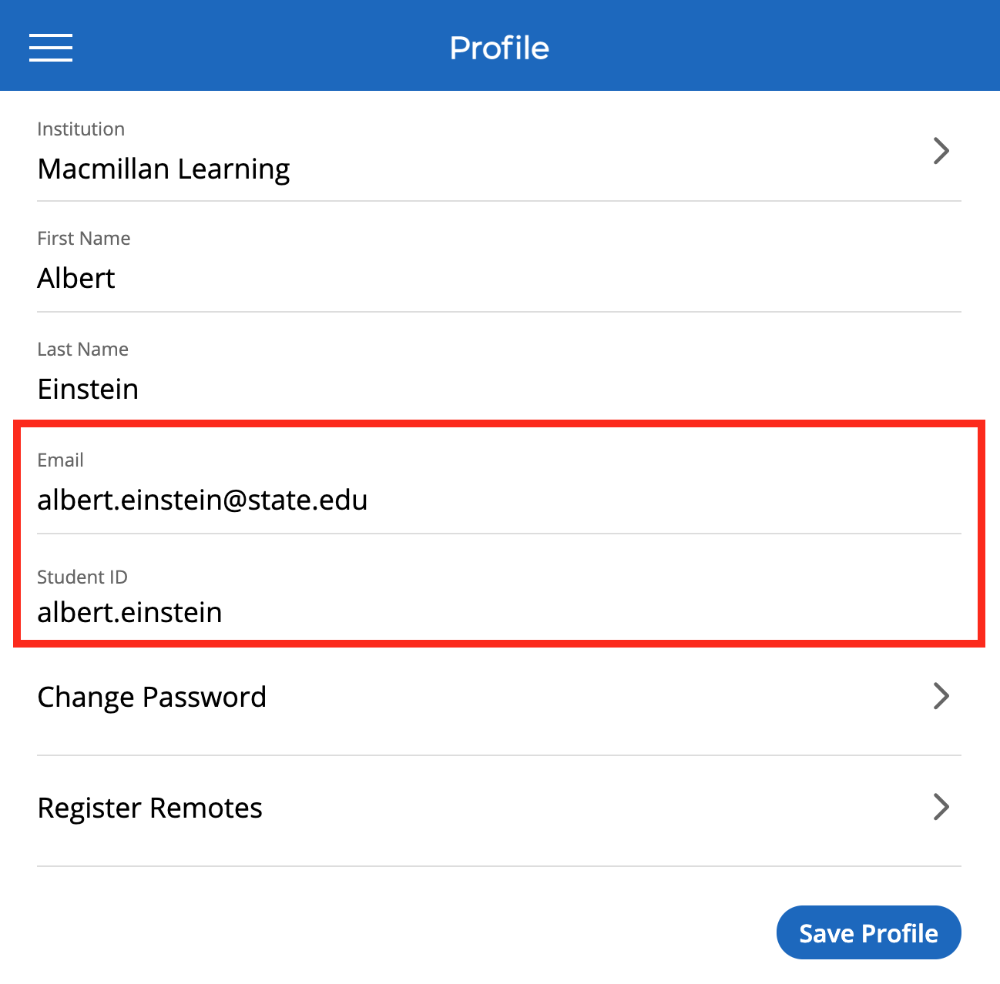 Profile
Institution
Macmillan Learning
First Name
Albert
Last Name
Einstein
Email
albert.einstein@state.edu
Student ID
albert.einstein
Change Password
Register Remotes
Save Profile